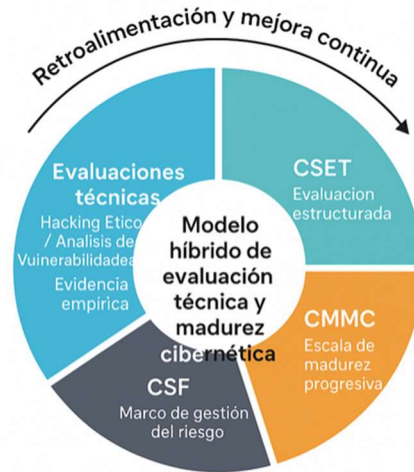 Retroalimentación y mejora continua
Evaluaciones
técnicas
Hacking Etico
/ Analisis de
Vulnerabilidadea
Evidencia
empirica
CSET
Evaluacion
estructurada
Modelo
híbrido de
evaluación
técnica y
madurez
cibernética
CMMC
Escala de
madurez
progresiva
CSF
Marco de gestión
del riesgo